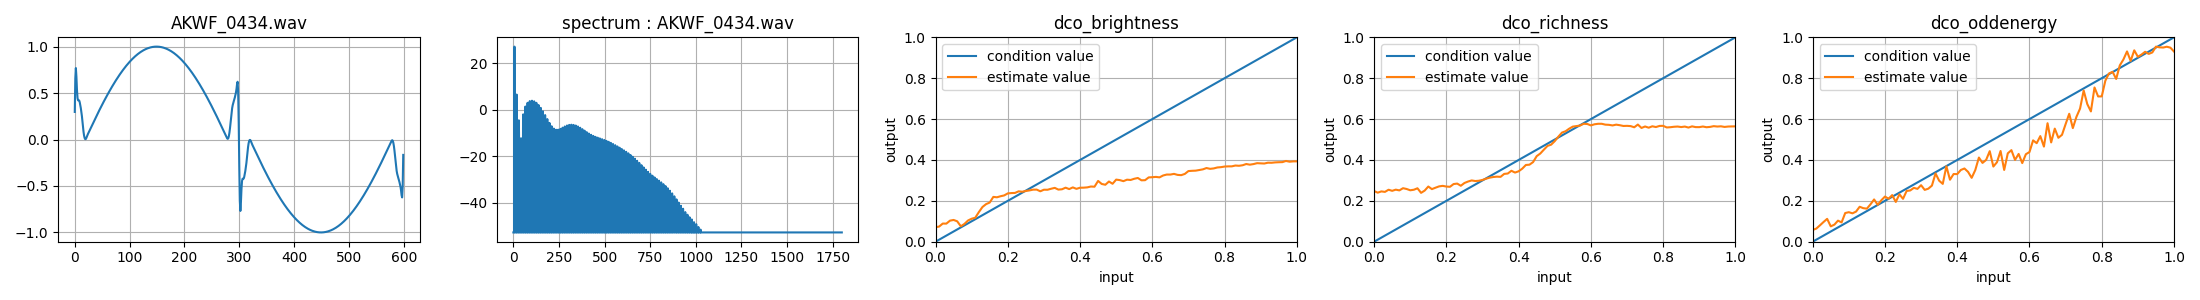 AKWF_0434.wav
1.0
0.5
0.0
−0.5
−1.0
0 100 200 300 400 500 600
spectrum : AKWF_0434.wav
20
0
−20
−40
0 250 500 750 1000 1250 1500 1750
dco_brightness
condition value
estimate value
output
1.0
0.8
0.6
0.4
0.2
0.0
0.0 0.2 0.4 0.6 0.8 1.0
input
dco_richness
condition value
estimate value
output
1.0
0.8
0.6
0.4
0.2
0.0
0.0 0.2 0.4 0.6 0.8 1.0
input
dco_oddenergy
condition value
estimate value
output
1.0
0.8
0.6
0.4
0.2
0.0
0.0 0.2 0.4 0.6 0.8 1.0
input